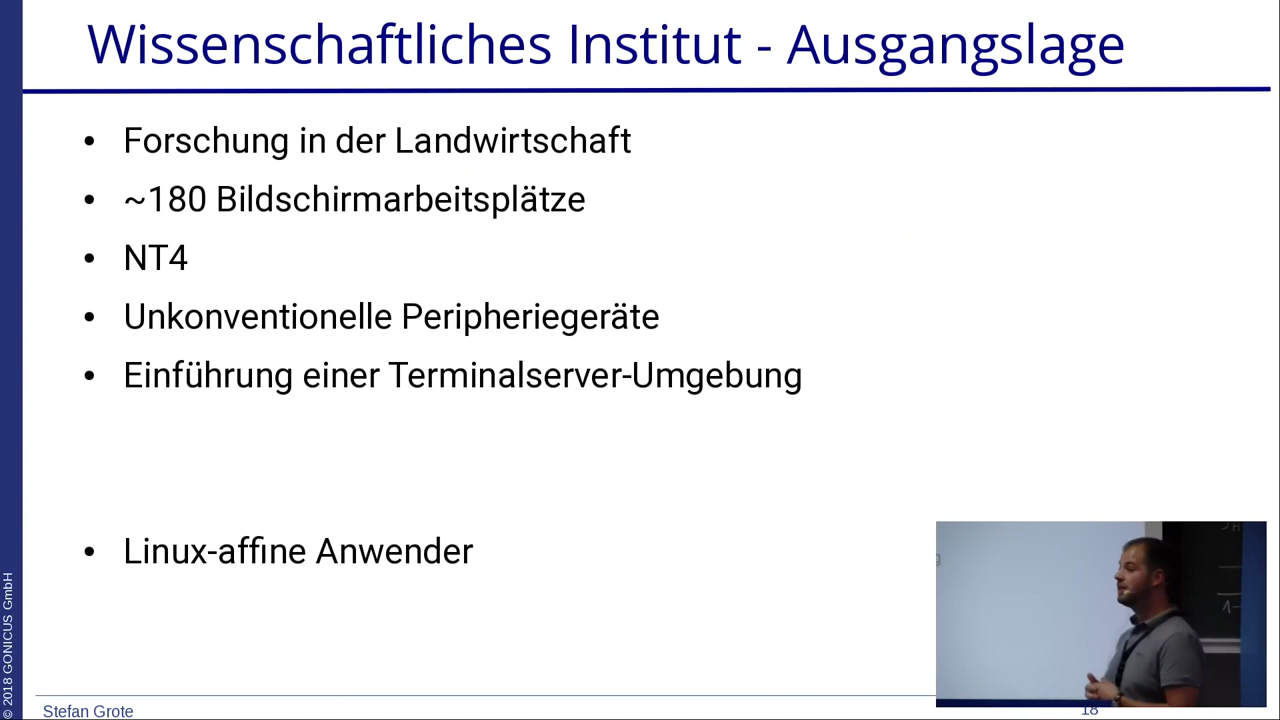 Wissenschaftliches Institut - Ausgangslage
• Forschung in der Landwirtschaft
• ~180 Bildschirmarbeitsplätze
• NT4
• Unkonventionelle Peripheriegeräte
• Einführung einer Terminalserver-Umgebung
• Linux-affine Anwender
© 2018 GONICUS GmbH
Stefan Grote
18